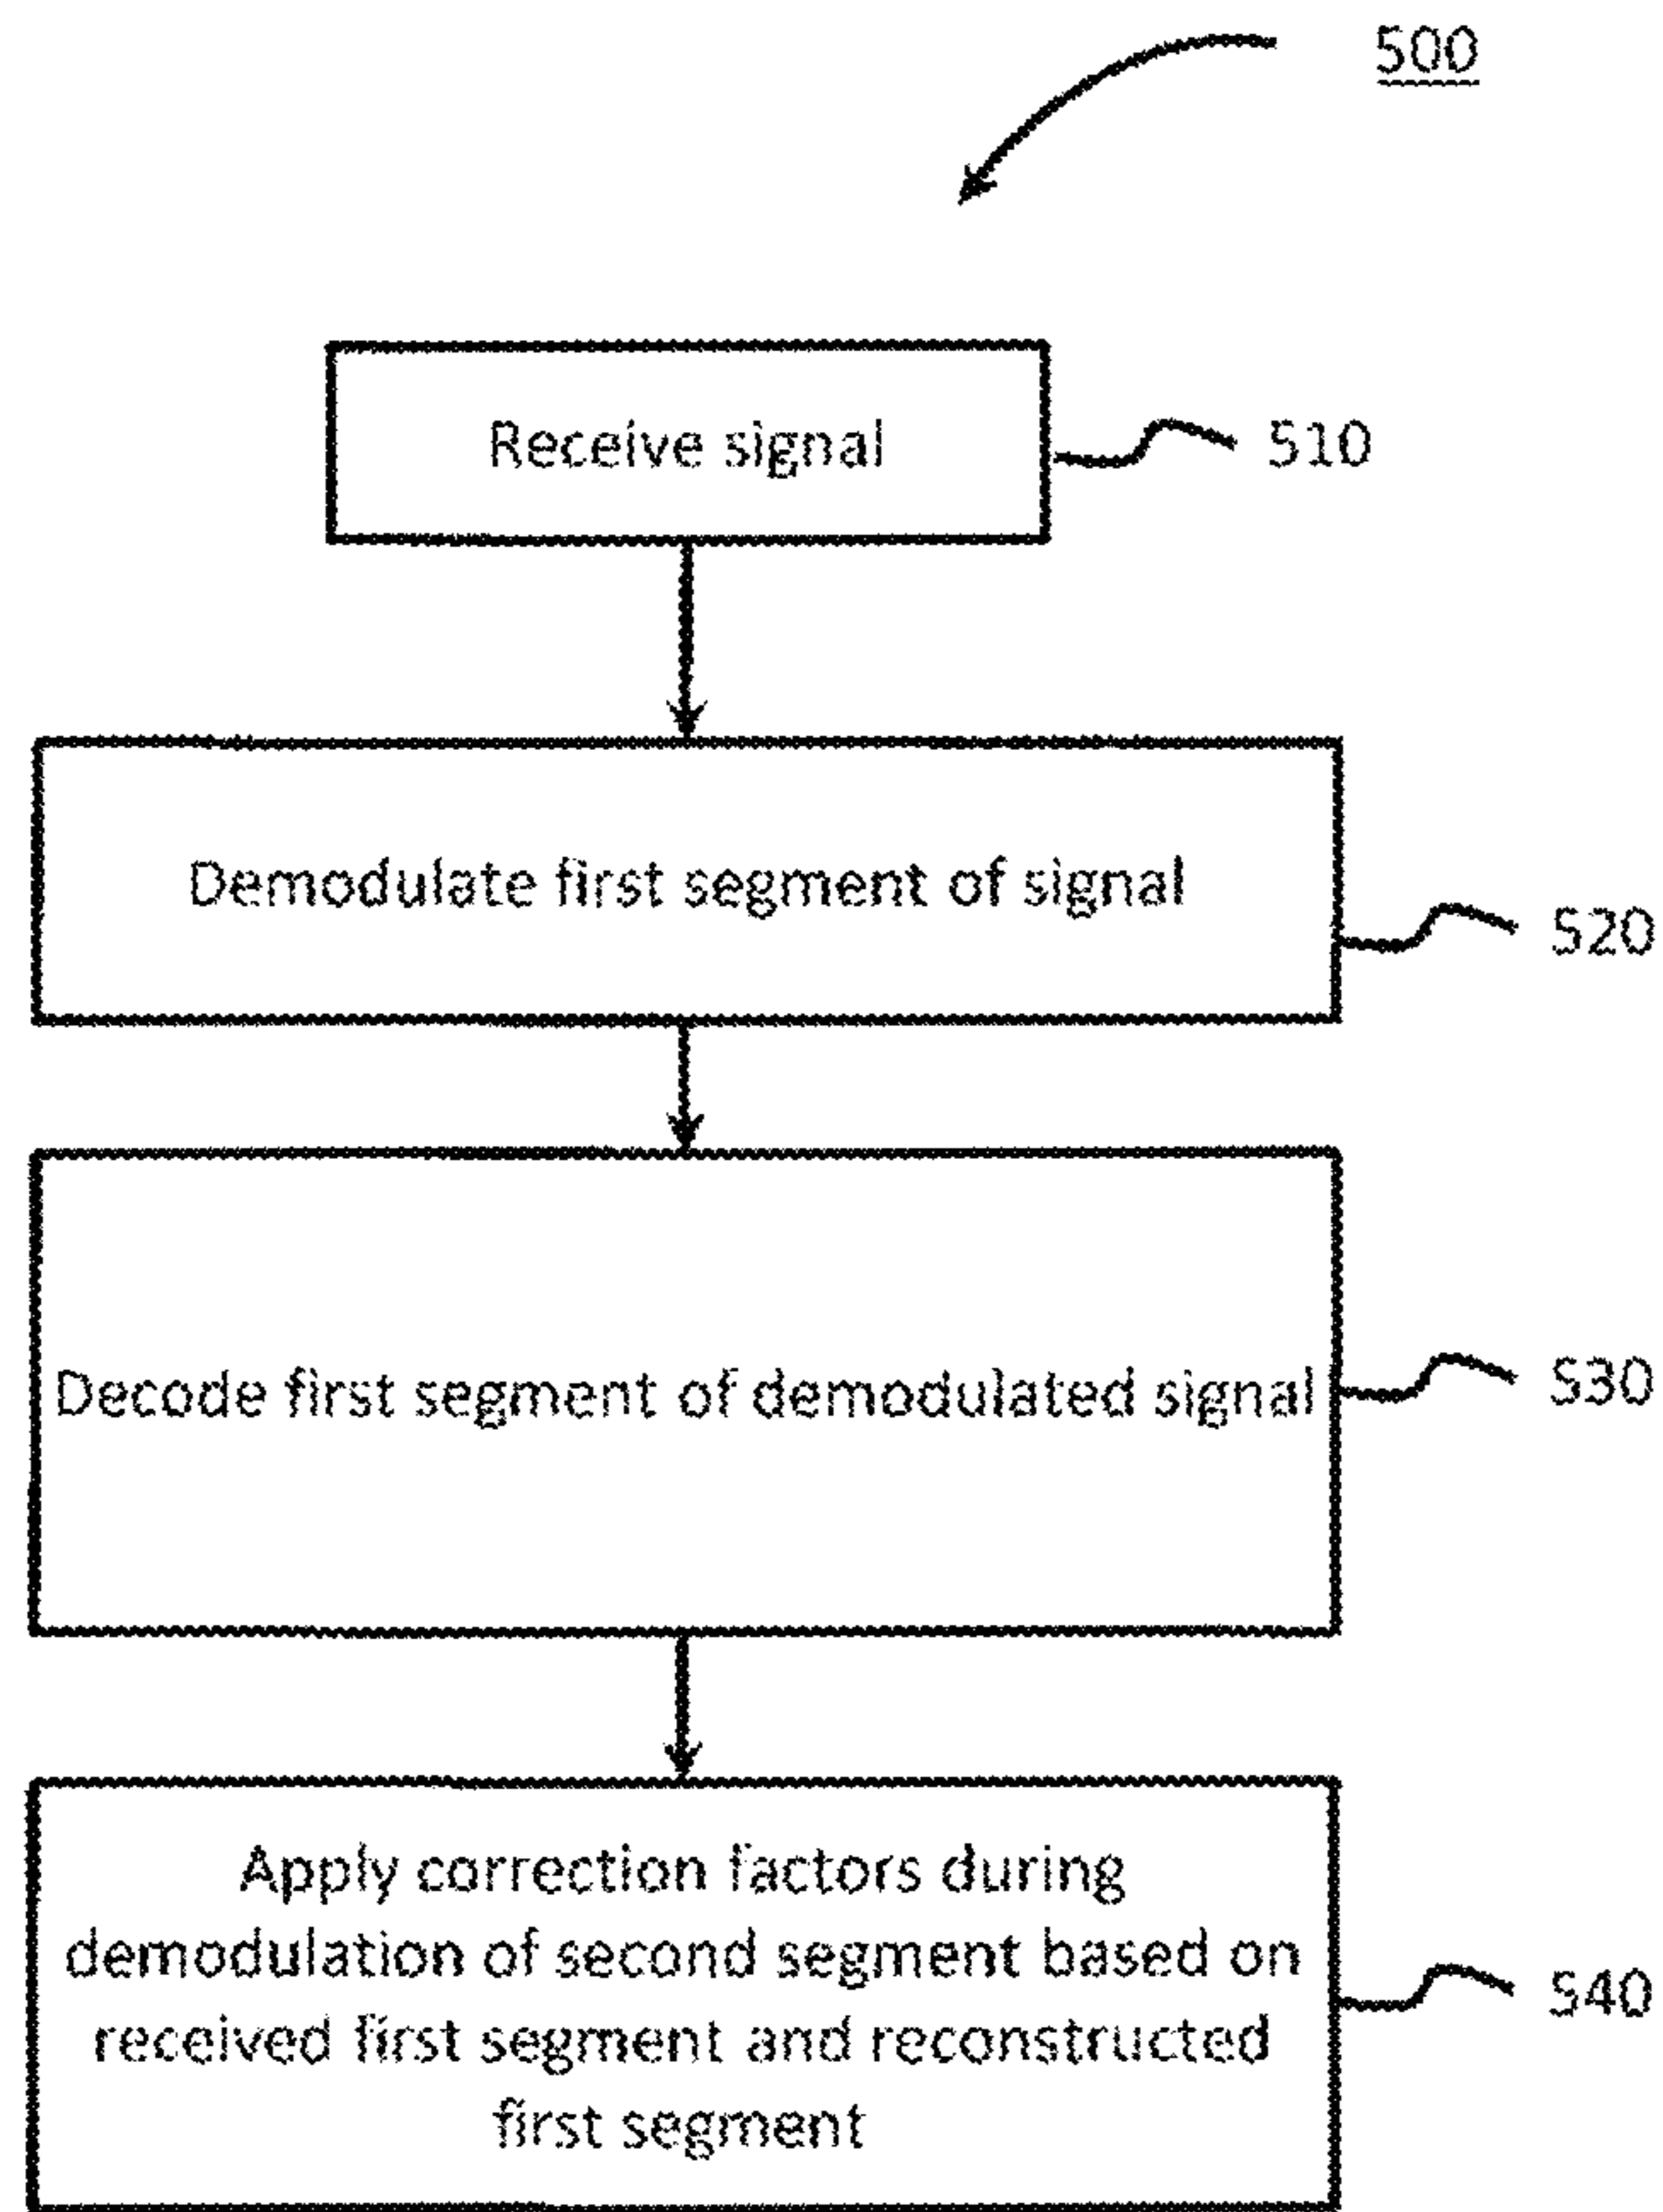 500
Receive signal
510
Demodulate first segment of signal
520
Decode first segment of demodulated signal
530
Apply correction factors during
demodulation of second segment based on
received first segment and reconstructed
first segment
540